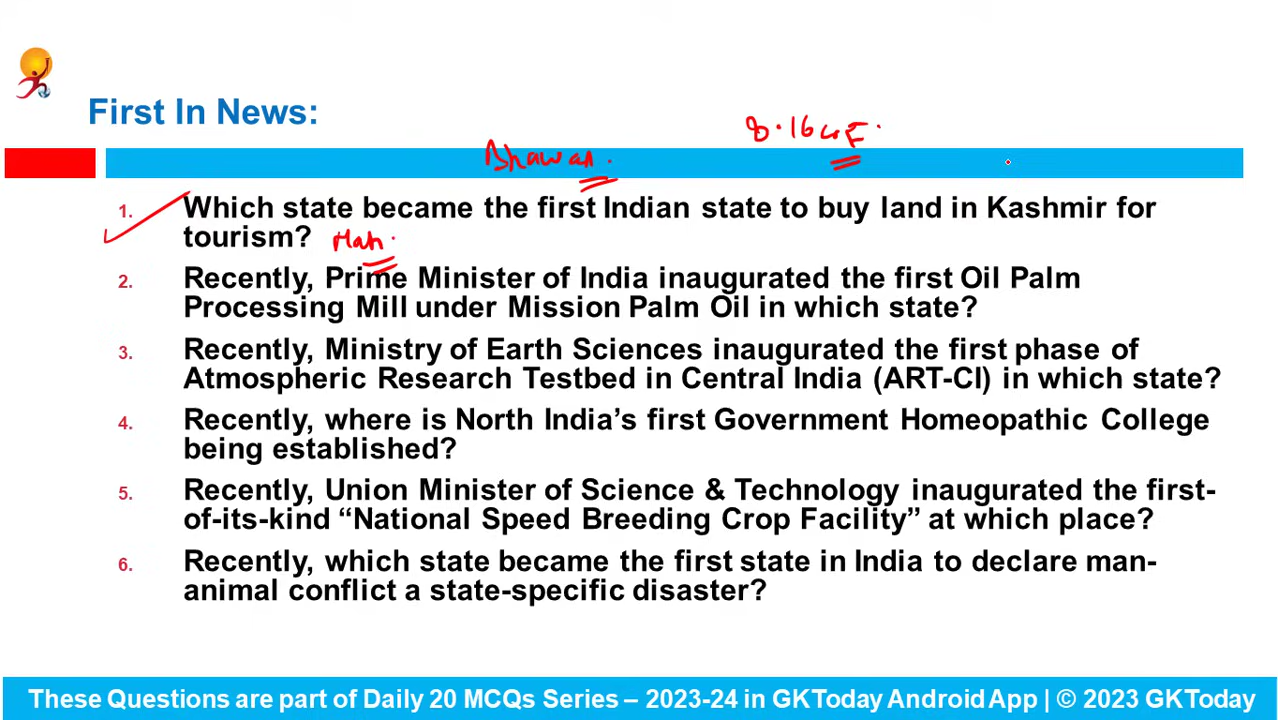 First In News:
Bhawan.
8.16
1. Which state became the first Indian state to buy land in Kashmir for
tourism? Mah.
2. Recently, Prime Minister of India inaugurated the first Oil Palm
Processing Mill under Mission Palm Oil in which state?
3. Recently, Ministry of Earth Sciences inaugurated the first phase of
Atmospheric Research Testbed in Central India (ART-CI) in which state?
4. Recently, where is North India’s first Government Homeopathic College
being established?
5. Recently, Union Minister of Science & Technology inaugurated the first-
of-its-kind “National Speed Breeding Crop Facility” at which place?
6. Recently, which state became the first state in India to declare man-
animal conflict a state-specific disaster?
These Questions are part of Daily 20 MCQs Series – 2023-24 in GKToday Android App | © 2023 GKToday